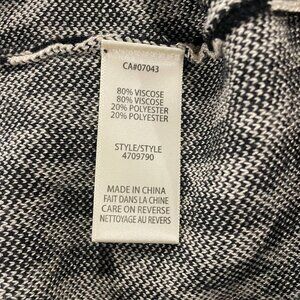 CA#07043
80% VISCOSE
80% VISCOSE
20% POLYESTER
20% POLYESTER
STYLE/STYLE
4709790
MADE IN CHINA
FAIT DANS LA CHINE
CARE ON REVERSE
NETTOYAGE AU REVERS